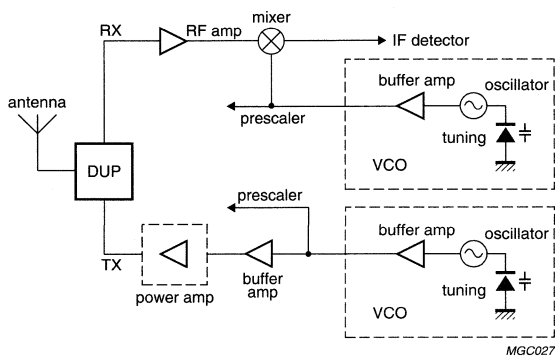 RX
RF amp
mixer
IF detector
antenna
prescaler
buffer amp
oscillator
tuning
VCO
DUP
prescaler
TX
power amp
buffer
amp
buffer amp
oscillator
tuning
VCO
MGC027